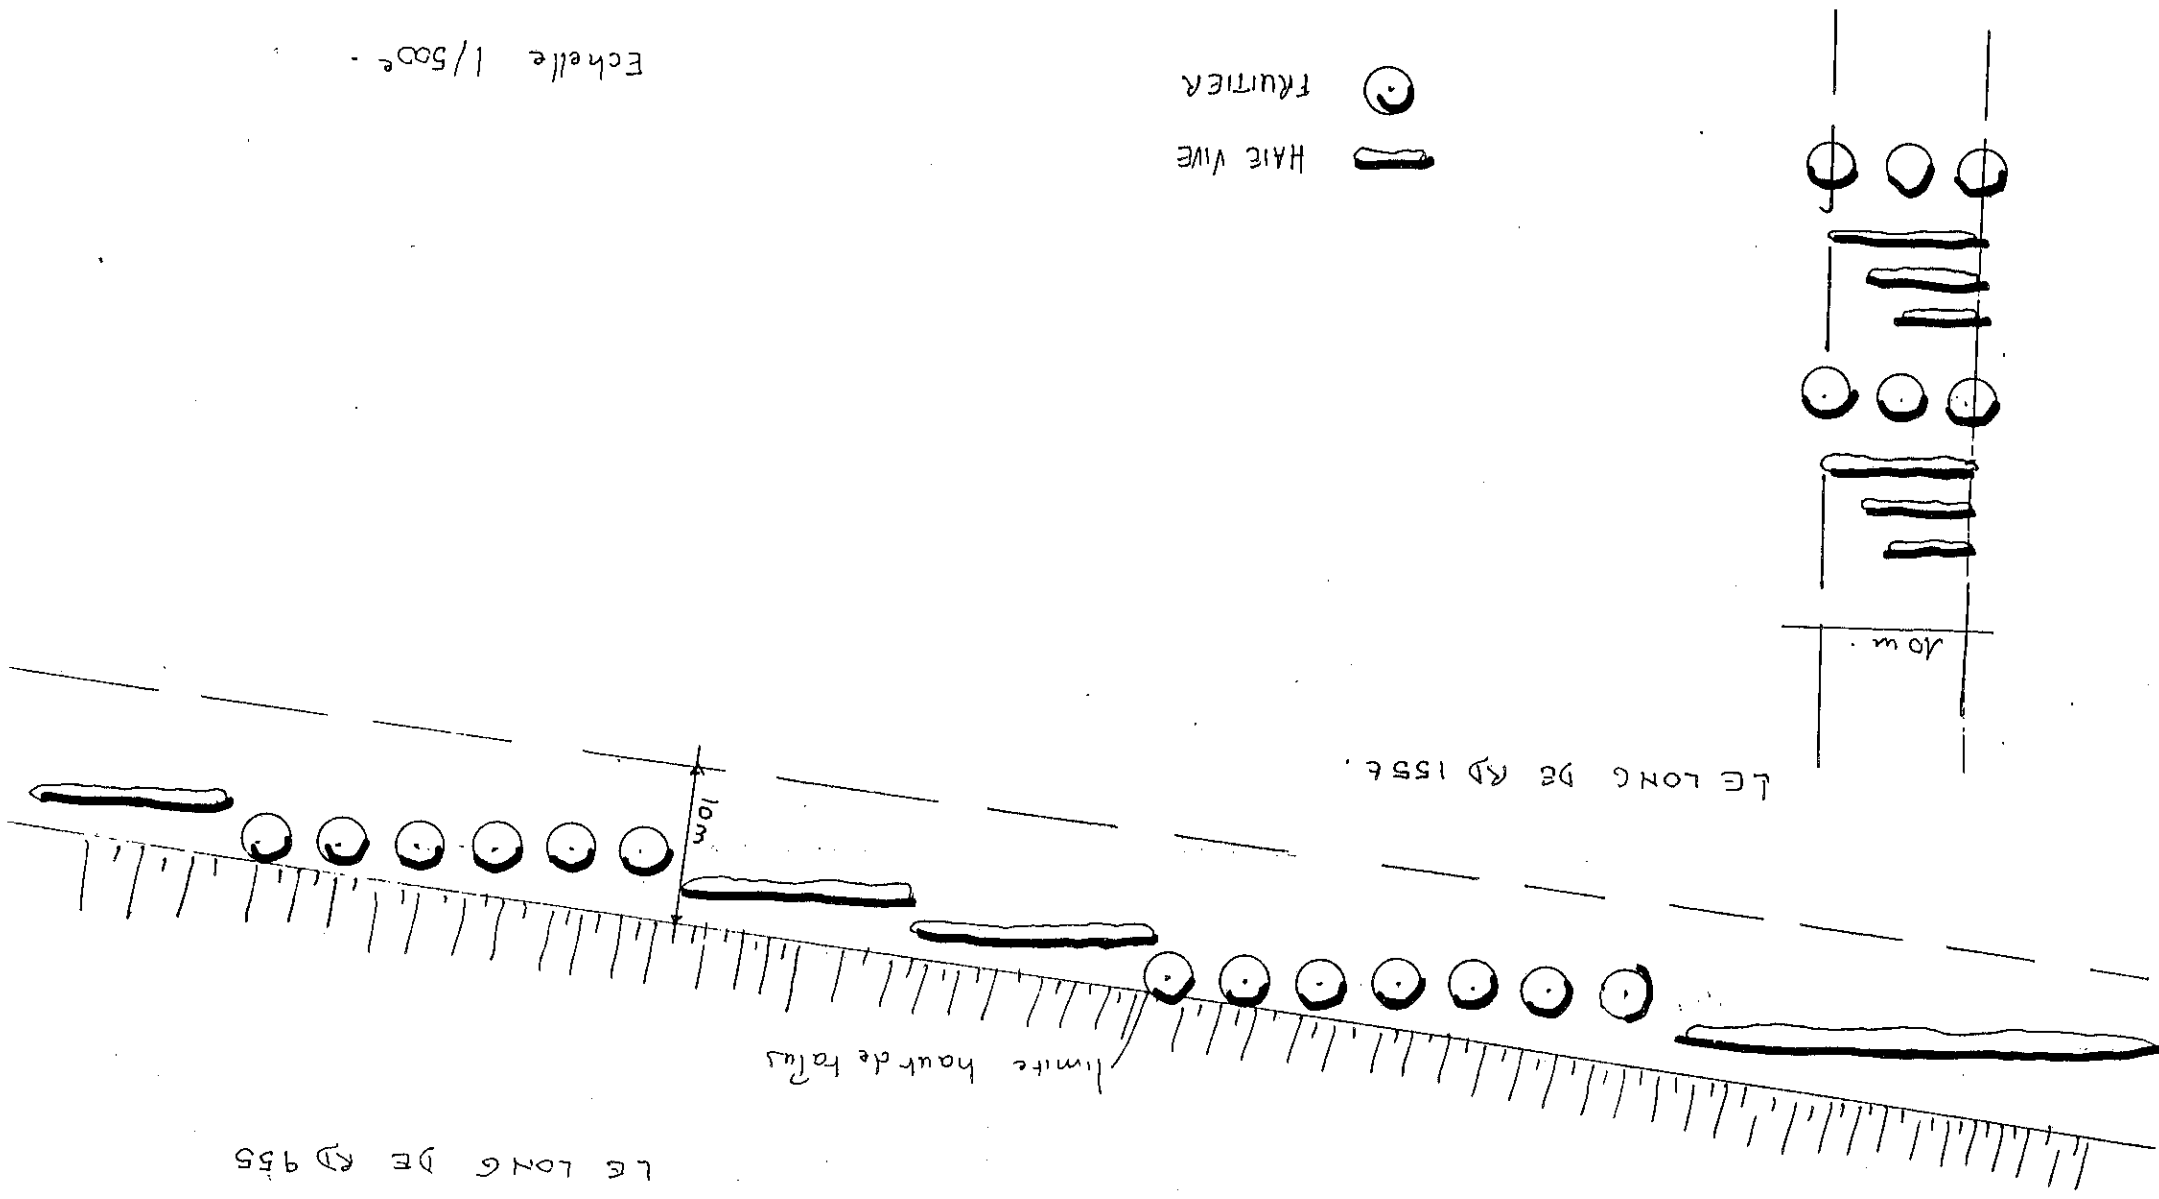 LE LONG DE RD 955
limite haut de talus
LE LONG DE RD 155t.
10m
10 m.
HAIE VIVE
FRUITIER
Echelle 1/500e.